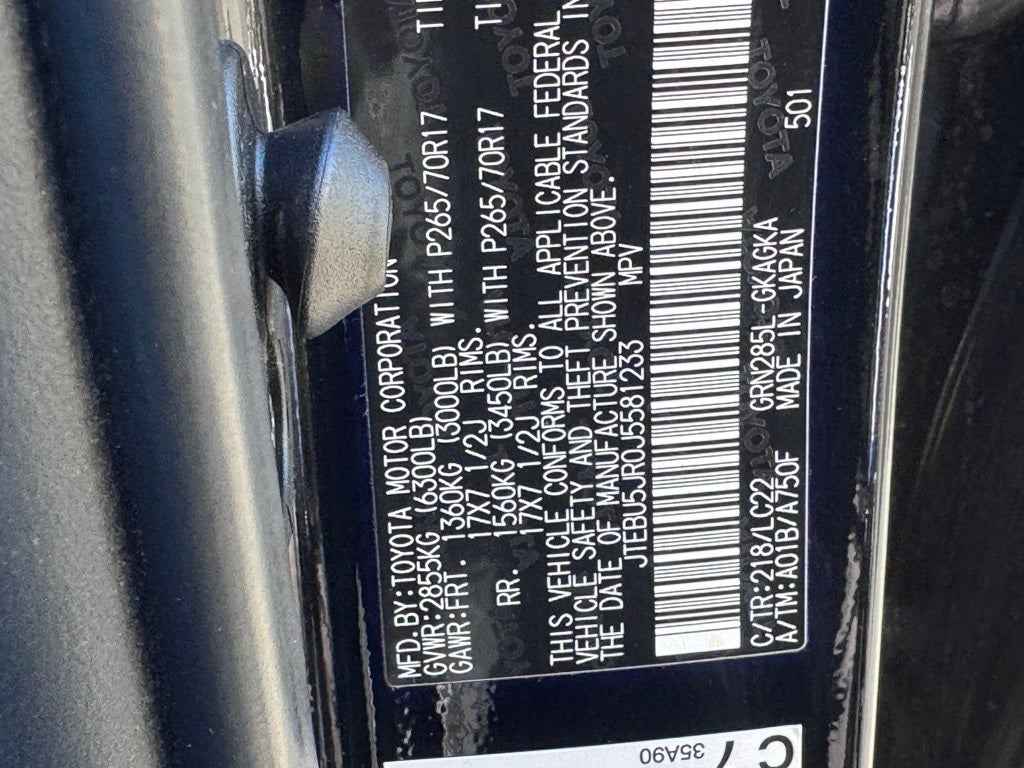 MFD.BY:TOYOTA MOTOR CORPORATION
GVWR:2855KG (6300LB)
GAWR:FRT. 1360KG (3000LB) WITH P265/70R17
17X7 1/2J RIMS.
RR. 1560KG (3450LB) WITH P265/70R17
17X7 1/2J RIMS.
THIS VEHICLE CONFORMS TO ALL APPLICABLE FEDERAL
VEHICLE SAFETY AND THEFT PREVENTION STANDARDS IN
THE DATE OF MANUFACTURE SHOWN ABOVE.
JTEBU5JR0J5581233 MPV
C/TR:218/LC22 GRN285L-GKAGKA
A/TM:A01B/A750F MADE IN JAPAN 501
35A90